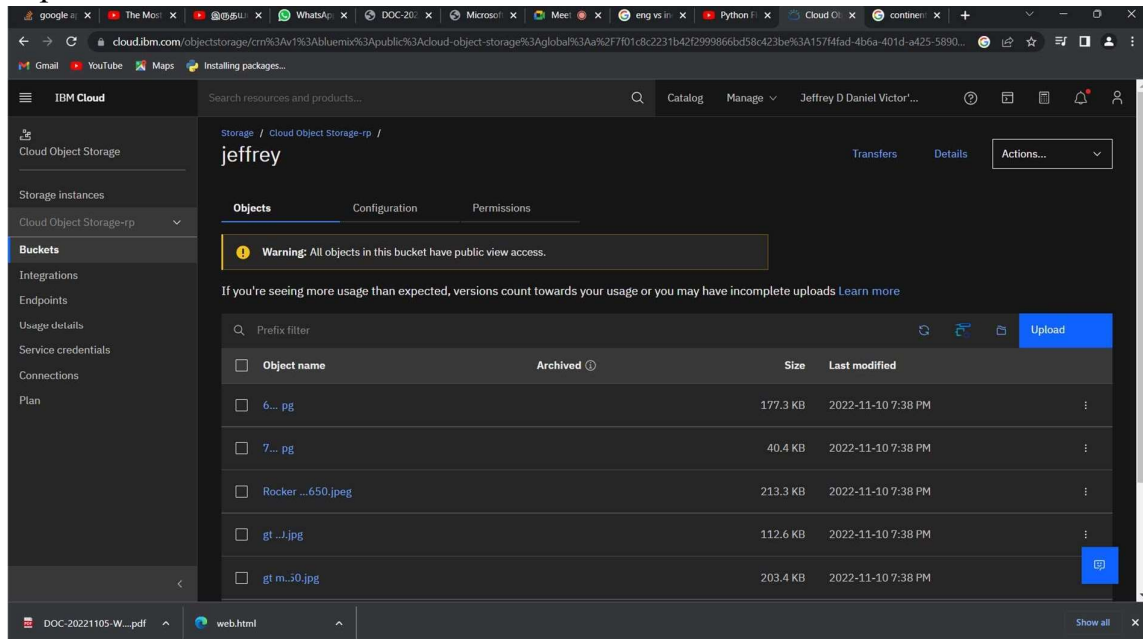 google a
The Most
இந்தியா
WhatsAp
DOC-202
Microsof
Meet
eng vs in
Python Fl
Cloud Ob
continent
cloud.ibm.com/objectstorage/crn%3Av1%3Abluemix%3Apublic%3Acloud-object-storage%3Aglobal%3Aa%2F7f01c8c2231b42f2999866bd58c423be%3A157f4fad-4b6a-401d-a425-5890...
Gmail YouTube Maps Installing packages...
IBM Cloud
Search resources and products...
Catalog Manage Jeffrey D Daniel Victor'...
Cloud Object Storage
Storage instances
Cloud Object Storage-rp
Buckets
Integrations
Endpoints
Usage details
Service credentials
Connections
Plan
Storage / Cloud Object Storage-rp /
jeffrey
Transfers Details Actions...
Objects Configuration Permissions
Warning: All objects in this bucket have public view access.
If you're seeing more usage than expected, versions count towards your usage or you may have incomplete uploads Learn more
Prefix filter Upload
Object name Archived Size Last modified
6... pg 177.3 KB 2022-11-10 7:38 PM
7... pg 40.4 KB 2022-11-10 7:38 PM
Rocker ...650.jpeg 213.3 KB 2022-11-10 7:38 PM
gt ...jpg 112.6 KB 2022-11-10 7:38 PM
gt m..50.jpg 203.4 KB 2022-11-10 7:38 PM
DOC-20221105-W....pdf web.html Show all